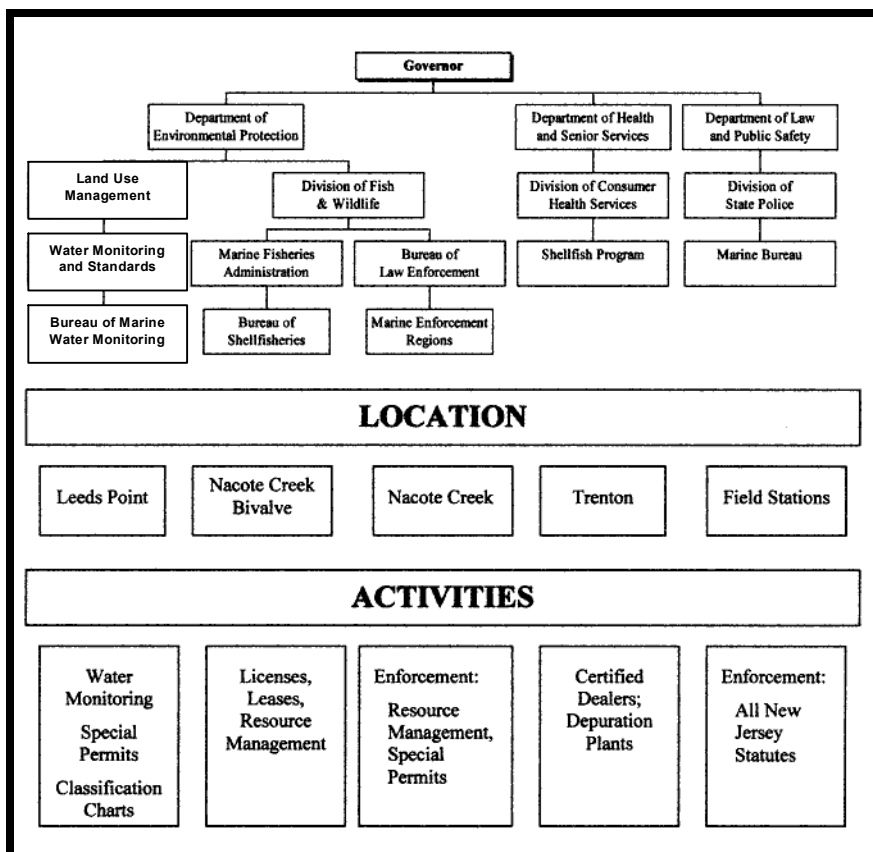 Governor
Department of
Environmental Protection
Department of Health
and Senior Services
Department of Law
and Public Safety
Land Use
Management
Division of Fish
& Wildlife
Division of Consumer
Health Services
Division of
State Police
Water Monitoring
and Standards
Marine Fisheries
Administration
Bureau of
Law Enforcement
Shellfish Program
Marine Bureau
Bureau of Marine
Water Monitoring
Bureau of
Shellfisheries
Marine Enforcement
Regions
LOCATION
Leeds Point
Nacote Creek
Bivalve
Nacote Creek
Trenton
Field Stations
ACTIVITIES
Water
Monitoring
Special
Permits
Classification
Charts
Licenses,
Leases,
Resource
Management
Enforcement:
Resource
Management,
Special
Permits
Certified
Dealers;
Depuration
Plants
Enforcement:
All New
Jersey
Statutes